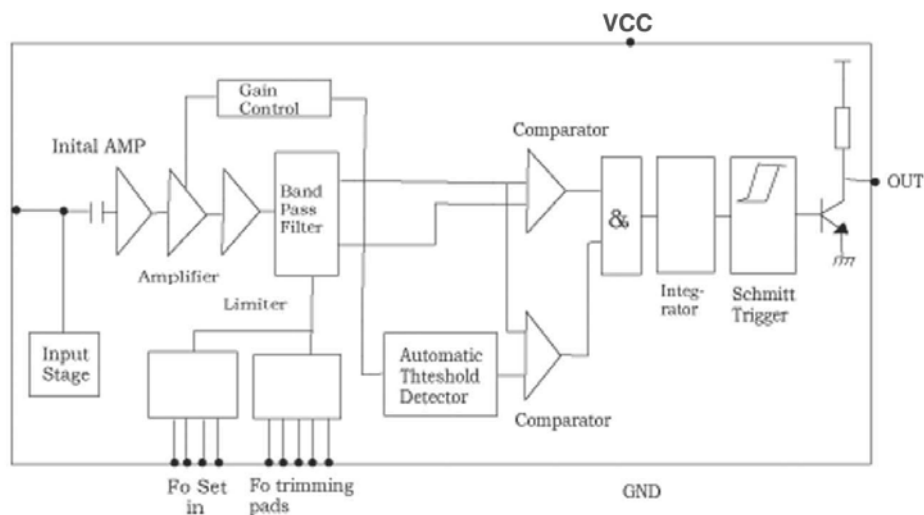 VCC
Gain
Control
Inital AMP
Comparator
Band
Pass
Filter
OUT
&
Amplifier
Limiter
Integ-
rator
Schmitt
Trigger
Input
Stage
Automatic
Thteshold
Detector
Comparator
Fo Set
in
Fo trimming
pads
GND